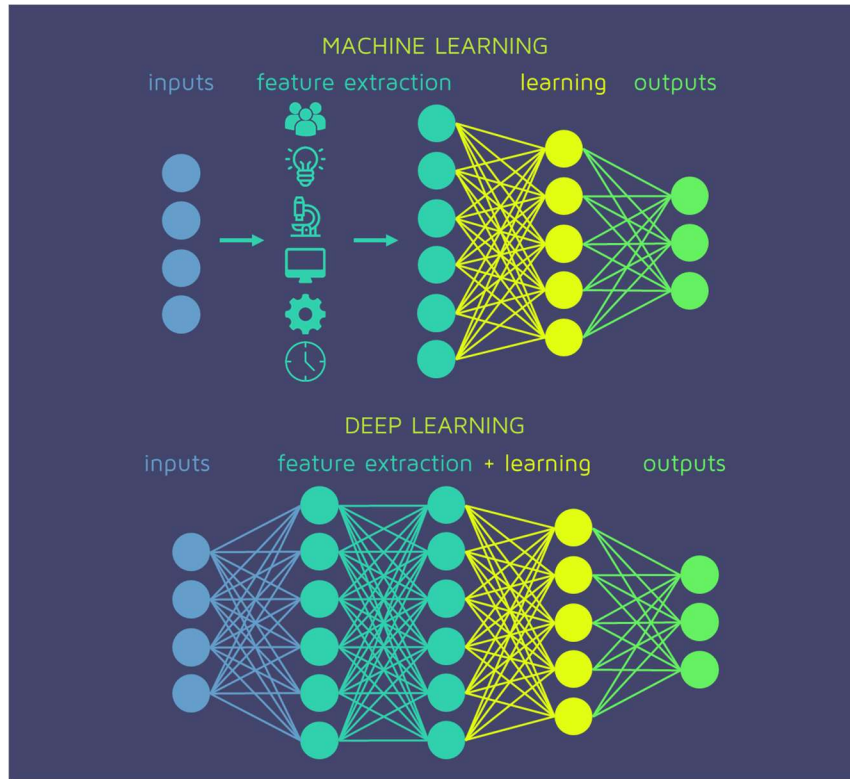 MACHINE LEARNING
inputs feature extraction learning outputs
DEEP LEARNING
inputs feature extraction + learning outputs